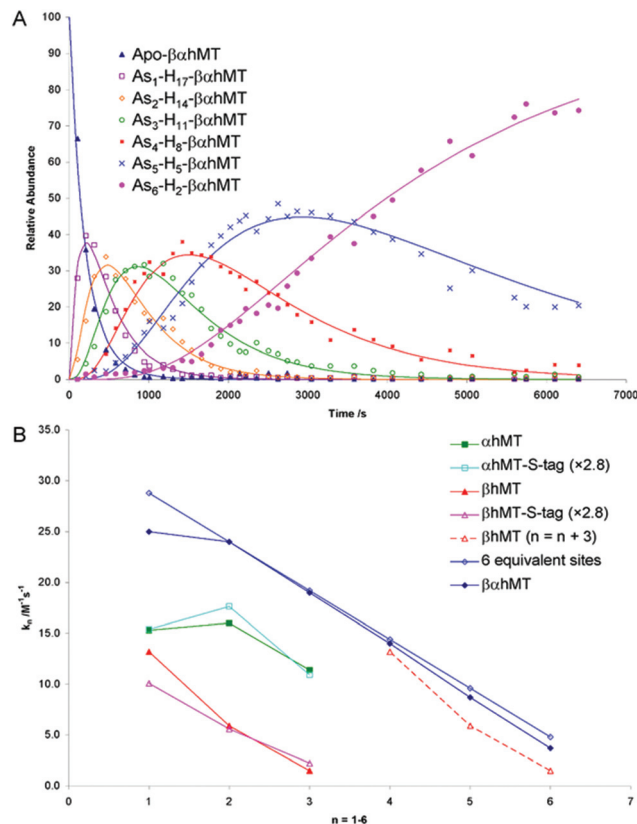 A
100
90
80
70
60
50
40
30
20
10
0
Relative Abundance
Apo-βαhMT
As₁-H₁₇-βαhMT
As₂-H₁₄-βαhMT
As₃-H₁₁-βαhMT
As₄-H₈-βαhMT
As₅-H₅-βαhMT
As₆-H₂-βαhMT
0 1000 2000 3000 4000 5000 6000 7000
Time /s
B
35.0
30.0
25.0
20.0
15.0
10.0
5.0
0.0
kₙ /M⁻¹s⁻¹
αhMT
αhMT-S-tag (×2.8)
βhMT
βhMT-S-tag (×2.8)
βhMT (n = n + 3)
6 equivalent sites
βαhMT
0 1 2 3 4 5 6 7
n = 1-6